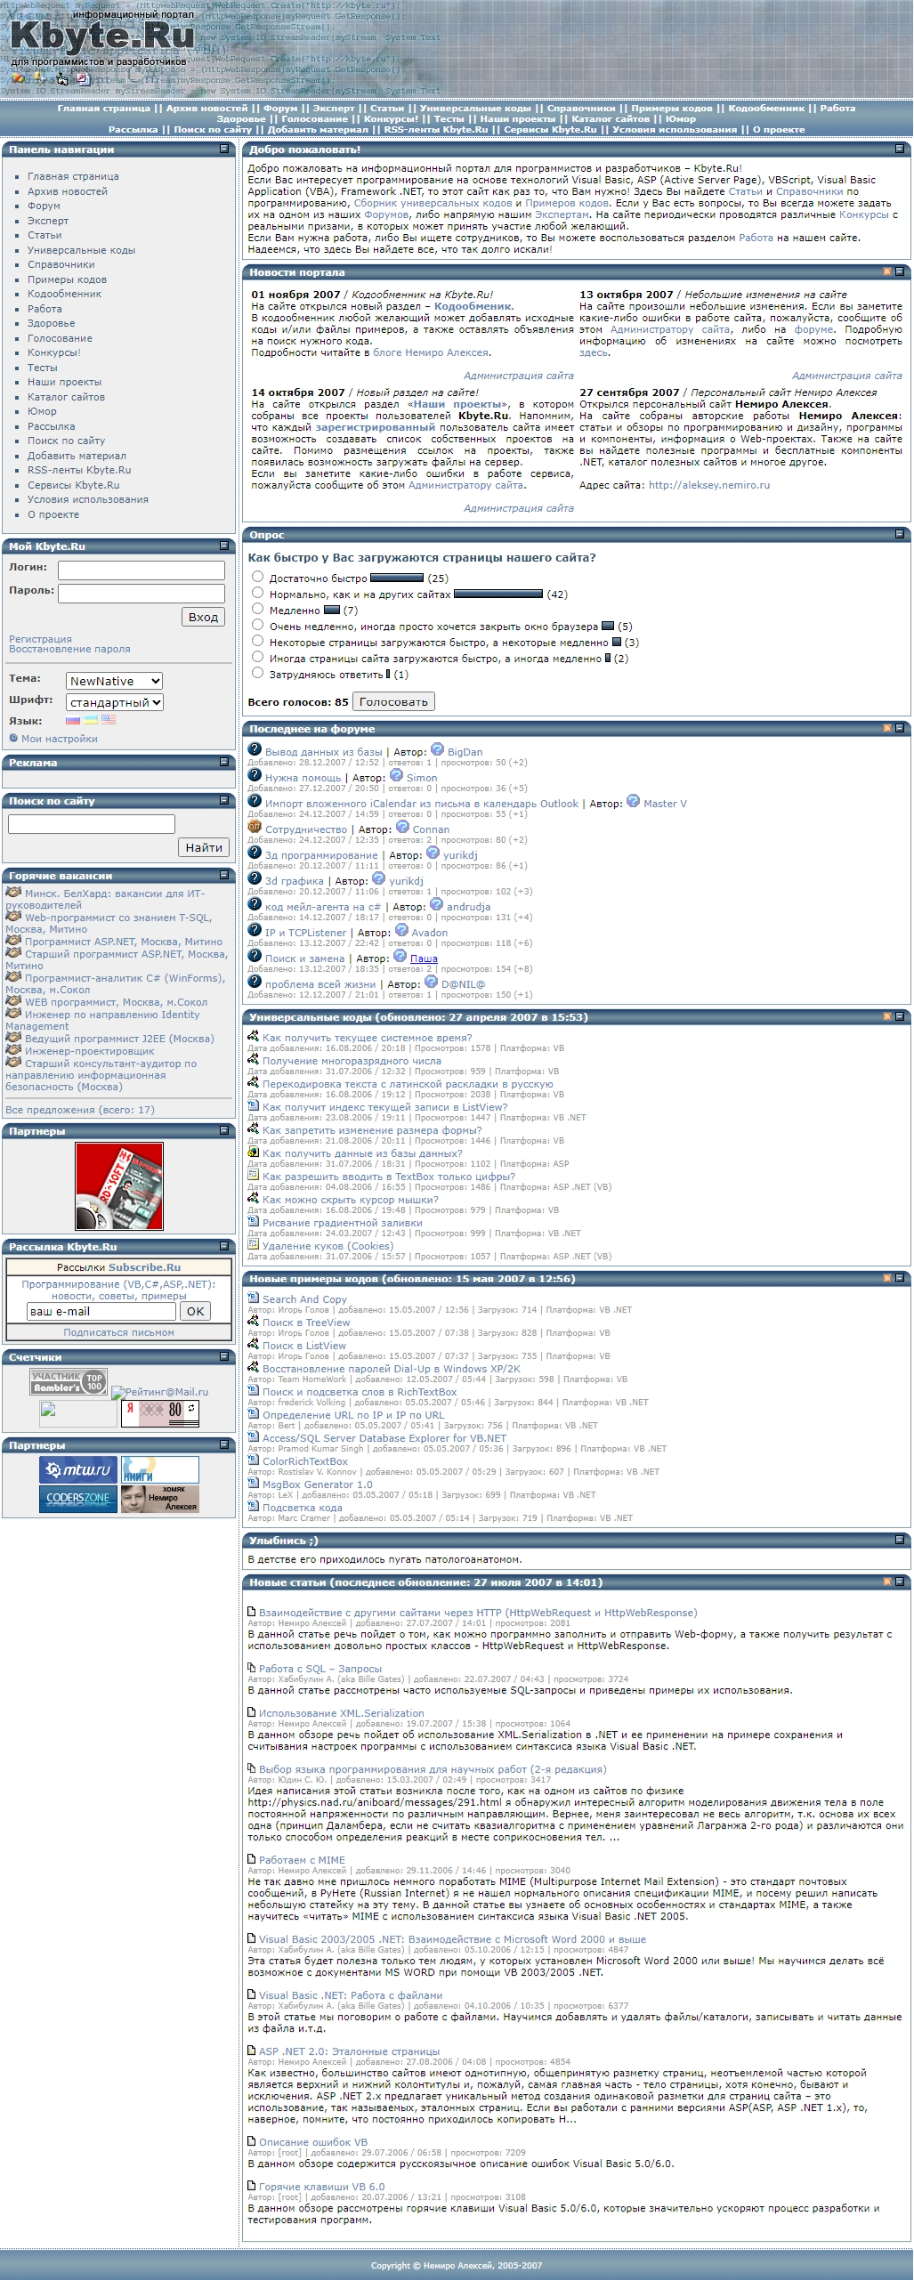 информационный портал
Kbyte.Ru
для программистов и разработчиков
Главная страница || Архив новостей || Форум || Эксперт || Статьи || Универсальные коды || Справочники || Примеры кодов || Кодообменник || Работа
Здоровье || Голосование || Конкурсы! || Тесты || Наши проекты || Каталог сайтов || Юмор
Рассылка || Поиск по сайту || Добавить материал || RSS-ленты Kbyte.Ru || Сервисы Kbyte.Ru || Условия использования || О проекте
Панель навигации
Главная страница
Архив новостей
Форум
Эксперт
Статьи
Универсальные коды
Справочники
Примеры кодов
Кодообменник
Работа
Здоровье
Голосование
Конкурсы!
Тесты
Наши проекты
Каталог сайтов
Юмор
Рассылка
Поиск по сайту
Добавить материал
RSS-ленты Kbyte.Ru
Сервисы Kbyte.Ru
Условия использования
О проекте
Мой Kbyte.Ru
Логин:
Пароль:
Вход
Регистрация
Восстановление пароля
Тема: NewNative
Шрифт: стандартный
Язык:
Мои настройки
Реклама
Поиск по сайту
Найти
Горячие вакансии
Минск. БелХард: вакансии для ИТ-
руководителей
Web-программист со знанием T-SQL,
Москва, Митино
Программист ASP.NET, Москва, Митино
Старший программист ASP.NET, Москва,
Митино
Программист-аналитик C# (WinForms),
Москва, м.Сокол
WEB программист, Москва, м.Сокол
Инженер по направлению Identity
Management
Ведущий программист J2EE (Москва)
Инженер-проектировщик
Старший консультант-аудитор по
направлению информационная
безопасность (Москва)
Все предложения (всего: 17)
Партнеры
Рассылка Kbyte.Ru
Рассылки Subscribe.Ru
Программирование (VB,C#,ASP,.NET):
новости, советы, примеры
ваш e-mail OK
Подписаться письмом
Счетчики
УЧАСТНИК
Rambler's TOP 100
Рейтинг@Mail.ru
Я 80
Партнеры
mtw.ru
КНИГИ
CODERSZONE
хомяк
Немиро
Алексея
Добро пожаловать!
Добро пожаловать на информационный портал для программистов и разработчиков – Kbyte.Ru!
Если Вас интересует программирование на основе технологий Visual Basic, ASP (Active Server Page), VBScript, Visual Basic
Application (VBA), Framework .NET, то этот сайт как раз то, что Вам нужно! Здесь Вы найдете Статьи и Справочники по
программированию, Сборник универсальных кодов и Примеров кодов. Если у Вас есть вопросы, то Вы всегда можете задать
их на одном из наших Форумов, либо напрямую нашим Экспертам. На сайте периодически проводятся различные Конкурсы с
реальными призами, в которых может принять участие любой желающий.
Если Вам нужна работа, либо Вы ищете сотрудников, то Вы можете воспользоваться разделом Работа на нашем сайте.
Надеемся, что здесь Вы найдете все, что так долго искали!
Новости портала
01 ноября 2007 / Кодообменник на Kbyte.Ru!
На сайте открылся новый раздел – Кодообменник.
В кодообменник любой желающий может добавлять исходные
коды и/или файлы примеров, а также оставлять объявления
на поиск нужного кода.
Подробности читайте в блоге Немиро Алексея.
Администрация сайта
13 октября 2007 / Небольшие изменения на сайте
На сайте произошли небольшие изменения. Если вы заметите
какие-либо ошибки в работе сайта, пожалуйста, сообщите об
этом Администратору сайта, либо на форуме. Подробную
информацию об изменениях на сайте можно посмотреть
здесь.
Администрация сайта
14 октября 2007 / Новый раздел на сайте!
На сайте открылся раздел «Наши проекты», в котором
собраны все проекты пользователей Kbyte.Ru. Напомним,
что каждый зарегистрированный пользователь сайта имеет
возможность создавать список собственных проектов на
сайте. Помимо размещения ссылок на проекты, также
появилась возможность загружать файлы на сервер.
Если вы заметите какие-либо ошибки в работе сервиса,
пожалуйста сообщите об этом Администратору сайта.
Администрация сайта
27 сентября 2007 / Персональный сайт Немиро Алексея
Открылся персональный сайт Немиро Алексея.
На сайте собраны авторские работы Немиро Алексея:
статьи и обзоры по программированию и дизайну, программы
и компоненты, информация о Web-проектах. Также на сайте
вы найдете полезные программы и бесплатные компоненты
.NET, каталог полезных сайтов и многое другое.
Адрес сайта: http://aleksey.nemiro.ru
Опрос
Как быстро у Вас загружаются страницы нашего сайта?
Достаточно быстро (25)
Нормально, как и на других сайтах (42)
Медленно (7)
Очень медленно, иногда просто хочется закрыть окно браузера (5)
Некоторые страницы загружаются быстро, а некоторые медленно (3)
Иногда страницы сайта загружаются быстро, а иногда медленно (2)
Затрудняюсь ответить (1)
Всего голосов: 85 Голосовать
Последнее на форуме
Вывод данных из базы | Автор: BigDan
Добавлено: 28.12.2007 / 12:52 | ответов: 1 | просмотров: 50 (+2)
Нужна помощь | Автор: Simon
Добавлено: 27.12.2007 / 20:50 | ответов: 0 | просмотров: 36 (+5)
Импорт вложенного iCalendar из письма в календарь Outlook | Автор: Master V
Добавлено: 24.12.2007 / 14:59 | ответов: 0 | просмотров: 55 (+1)
Сотрудничество | Автор: Connan
Добавлено: 24.12.2007 / 12:35 | ответов: 2 | просмотров: 80 (+2)
3д программирование | Автор: yurikdj
Добавлено: 20.12.2007 / 11:11 | ответов: 0 | просмотров: 86 (+1)
3d графика | Автор: yurikdj
Добавлено: 20.12.2007 / 11:06 | ответов: 1 | просмотров: 102 (+3)
код мейл-агента на c# | Автор: andrudja
Добавлено: 14.12.2007 / 18:17 | ответов: 0 | просмотров: 131 (+4)
IP и TCPListener | Автор: Avadon
Добавлено: 13.12.2007 / 22:42 | ответов: 0 | просмотров: 118 (+6)
Поиск и замена | Автор: Паша
Добавлено: 13.12.2007 / 18:35 | ответов: 2 | просмотров: 154 (+8)
проблема всей жизни | Автор: D@NIL@
Добавлено: 12.12.2007 / 21:01 | ответов: 1 | просмотров: 150 (+1)
Универсальные коды (обновлено: 27 апреля 2007 в 15:53)
Как получить текущее системное время?
Дата добавления: 16.08.2006 / 20:18 | Просмотров: 1578 | Платформа: VB
Получение многоразрядного числа
Дата добавления: 31.07.2006 / 12:32 | Просмотров: 959 | Платформа: VB
Перекодировка текста с латинской раскладки в русскую
Дата добавления: 16.08.2006 / 19:12 | Просмотров: 2038 | Платформа: VB
Как получит индекс текущей записи в ListView?
Дата добавления: 23.08.2006 / 19:11 | Просмотров: 1447 | Платформа: VB .NET
Как запретить изменение размера формы?
Дата добавления: 21.08.2006 / 20:11 | Просмотров: 1446 | Платформа: VB
Как получить данные из базы данных?
Дата добавления: 31.07.2006 / 18:31 | Просмотров: 1102 | Платформа: ASP
Как разрешить вводить в TextBox только цифры?
Дата добавления: 04.08.2006 / 16:55 | Просмотров: 1486 | Платформа: ASP .NET (VB)
Как можно скрыть курсор мышки?
Дата добавления: 16.08.2006 / 19:48 | Просмотров: 979 | Платформа: VB
Рисвание градиентной заливки
Дата добавления: 24.03.2007 / 12:43 | Просмотров: 999 | Платформа: VB .NET
Удаление куков (Cookies)
Дата добавления: 31.07.2006 / 15:57 | Просмотров: 1057 | Платформа: ASP .NET (VB)
Новые примеры кодов (обновлено: 15 мая 2007 в 12:56)
Search And Copy
Автор: Игорь Голов | добавлено: 15.05.2007 / 12:56 | Загрузок: 714 | Платформа: VB .NET
Поиск в TreeView
Автор: Игорь Голов | добавлено: 15.05.2007 / 07:38 | Загрузок: 828 | Платформа: VB
Поиск в ListView
Автор: Игорь Голов | добавлено: 15.05.2007 / 07:37 | Загрузок: 755 | Платформа: VB
Восстановление паролей Dial-Up в Windows XP/2K
Автор: Team HomeWork | добавлено: 12.05.2007 / 05:44 | Загрузок: 598 | Платформа: VB
Поиск и подсветка слов в RichTextBox
Автор: frederick Volking | добавлено: 05.05.2007 / 05:46 | Загрузок: 844 | Платформа: VB .NET
Определение URL по IP и IP по URL
Автор: Bert | добавлено: 05.05.2007 / 05:41 | Загрузок: 756 | Платформа: VB .NET
Access/SQL Server Database Explorer for VB.NET
Автор: Pramod Kumar Singh | добавлено: 05.05.2007 / 05:36 | Загрузок: 896 | Платформа: VB .NET
ColorRichTextBox
Автор: Rostislav V. Konnov | добавлено: 05.05.2007 / 05:29 | Загрузок: 607 | Платформа: VB .NET
MsgBox Generator 1.0
Автор: LeX | добавлено: 05.05.2007 / 05:18 | Загрузок: 699 | Платформа: VB .NET
Подсветка кода
Автор: Marc Cramer | добавлено: 05.05.2007 / 05:14 | Загрузок: 719 | Платформа: VB .NET
Улыбнись ;)
В детстве его приходилось пугать патологоанатомом.
Новые статьи (последнее обновление: 27 июля 2007 в 14:01)
Взаимодействие с другими сайтами через HTTP (HttpWebRequest и HttpWebResponse)
Автор: Немиро Алексей | добавлено: 27.07.2007 / 14:01 | просмотров: 2081
В данной статье речь пойдет о том, как можно программно заполнить и отправить Web-форму, а также получить результат с
использованием довольно простых классов - HttpWebRequest и HttpWebResponse.
Работа с SQL – Запросы
Автор: Хабибулин А. (aka Bille Gates) | добавлено: 22.07.2007 / 04:43 | просмотров: 3724
В данной статье рассмотрены часто используемые SQL-запросы и приведены примеры их использования.
Использование XML.Serialization
Автор: Немиро Алексей | добавлено: 19.07.2007 / 15:38 | просмотров: 1064
В данном обзоре речь пойдет об использование XML.Serialization в .NET и ее применении на примере сохранения и
считывания настроек программы с использованием синтаксиса языка Visual Basic .NET.
Выбор языка программирования для научных работ (2-я редакция)
Автор: Юдин С. Ю. | добавлено: 15.03.2007 / 02:49 | просмотров: 3417
Идея написания этой статьи возникла после того, как на одном из сайтов по физике
http://physics.nad.ru/aniboard/messages/291.html я обнаружил интересный алгоритм моделирования движения тела в поле
постоянной напряженности по различным направляющим. Вернее, меня заинтересовал не весь алгоритм, т.к. основа их всех
одна (принцип Даламбера, если не считать квазиалгоритма с применением уравнений Лагранжа 2-го рода) и различаются они
только способом определения реакций в месте соприкосновения тел. ...
Работаем с MIME
Автор: Немиро Алексей | добавлено: 29.11.2006 / 14:46 | просмотров: 3040
Не так давно мне пришлось немного поработать MIME (Multipurpose Internet Mail Extension) - это стандарт почтовых
сообщений, в РуНете (Russian Internet) я не нашел нормального описания спецификации MIME, и посему решил написать
небольшую статейку на эту тему. В данной статье вы узнаете об основных особенностях и стандартах MIME, а также
научитесь «читать» MIME с использованием синтаксиса языка Visual Basic .NET 2005.
Visual Basic 2003/2005 .NET: Взаимодействие с Microsoft Word 2000 и выше
Автор: Хабибулин А. (aka Bille Gates) | добавлено: 05.10.2006 / 12:15 | просмотров: 4847
Эта статья будет полезна только тем людям, у которых установлен Microsoft Word 2000 или выше! Мы научимся делать всё
возможное с документами MS WORD при помощи VB 2003/2005 .NET.
Visual Basic .NET: Работа с файлами
Автор: Хабибулин А. (aka Bille Gates) | добавлено: 04.10.2006 / 10:35 | просмотров: 6377
В этой статье мы поговорим о работе с файлами. Научимся добавлять и удалять файлы/каталоги, записывать и читать данные
из файла и.т.д.
ASP .NET 2.0: Эталонные страницы
Автор: Немиро Алексей | добавлено: 27.08.2006 / 04:08 | просмотров: 4854
Как известно, большинство сайтов имеют однотипную, общепринятую разметку страниц, неотъемлемой частью которой
является верхний и нижний колонтитулы и, пожалуй, самая главная часть - тело страницы, хотя конечно, бывают и
исключения. ASP .NET 2.x предлагает уникальный метод создания одинаковой разметки для страниц сайта – это
использование, так называемых, эталонных страниц. Если вы работали с ранними версиями ASP(ASP, ASP .NET 1.x), то,
наверное, помните, что постоянно приходилось копировать H...
Описание ошибок VB
Автор: [root] | добавлено: 29.07.2006 / 06:58 | просмотров: 7209
В данном обзоре содержится русскоязычное описание ошибок Visual Basic 5.0/6.0.
Горячие клавиши VB 6.0
Автор: [root] | добавлено: 20.07.2006 / 13:21 | просмотров: 3108
В данном обзоре рассмотрены горячие клавиши Visual Basic 5.0/6.0, которые значительно ускоряют процесс разработки и
тестирования программ.
Copyright © Немиро Алексей, 2005-2007